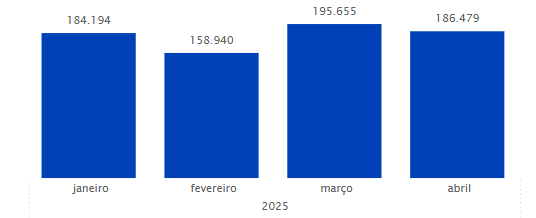 184.194
158.940
195.655
186.479
janeiro
fevereiro
março
abril
2025